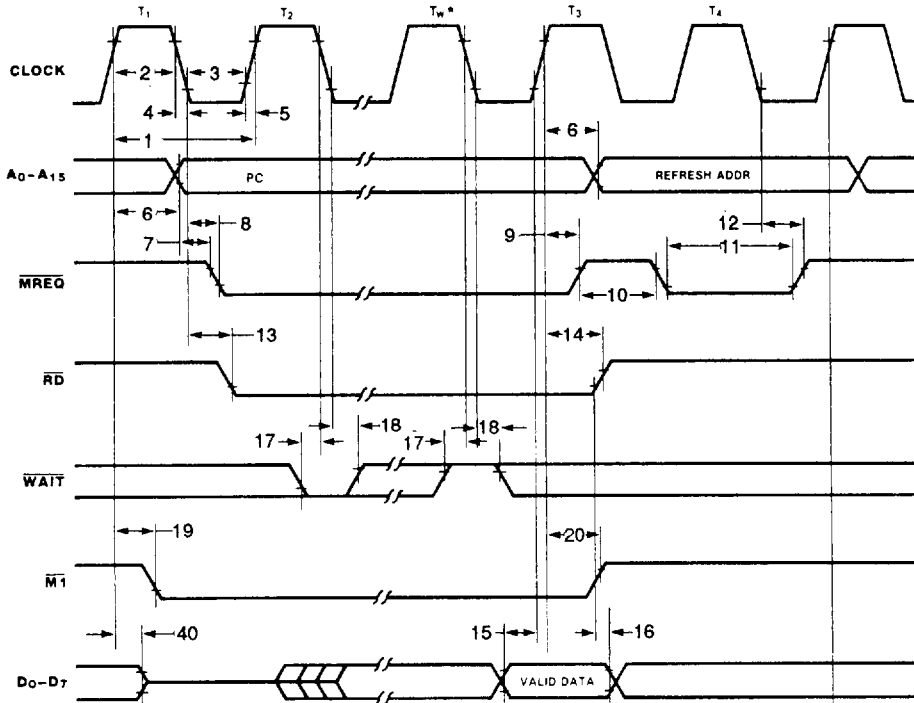 T1 T2 Tw* T3 T4
CLOCK
2 3
4 5
1 6
A0–A15 PC REFRESH ADDR
6 8 12
7 9 11
MREQ
10
13 14
RD
17 18 17 18
WAIT
19 20
M1
40 15 16
D0–D7 VALID DATA